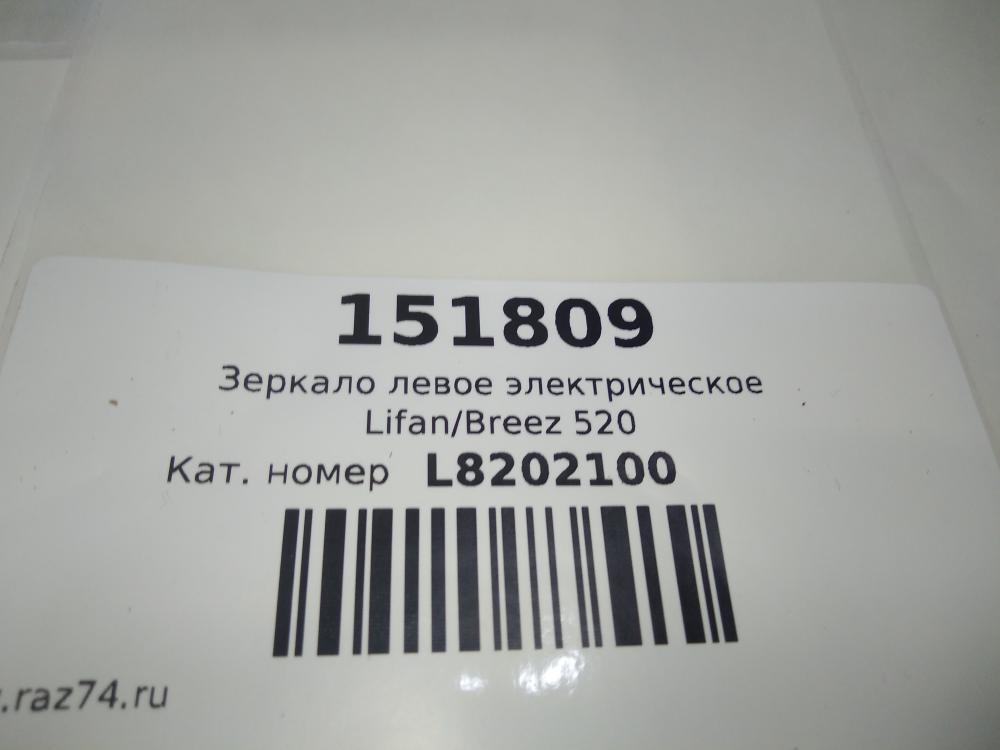 151809
Зеркало левое электрическое
Lifan/Breez 520
Кат. номер L8202100
.raz74.ru